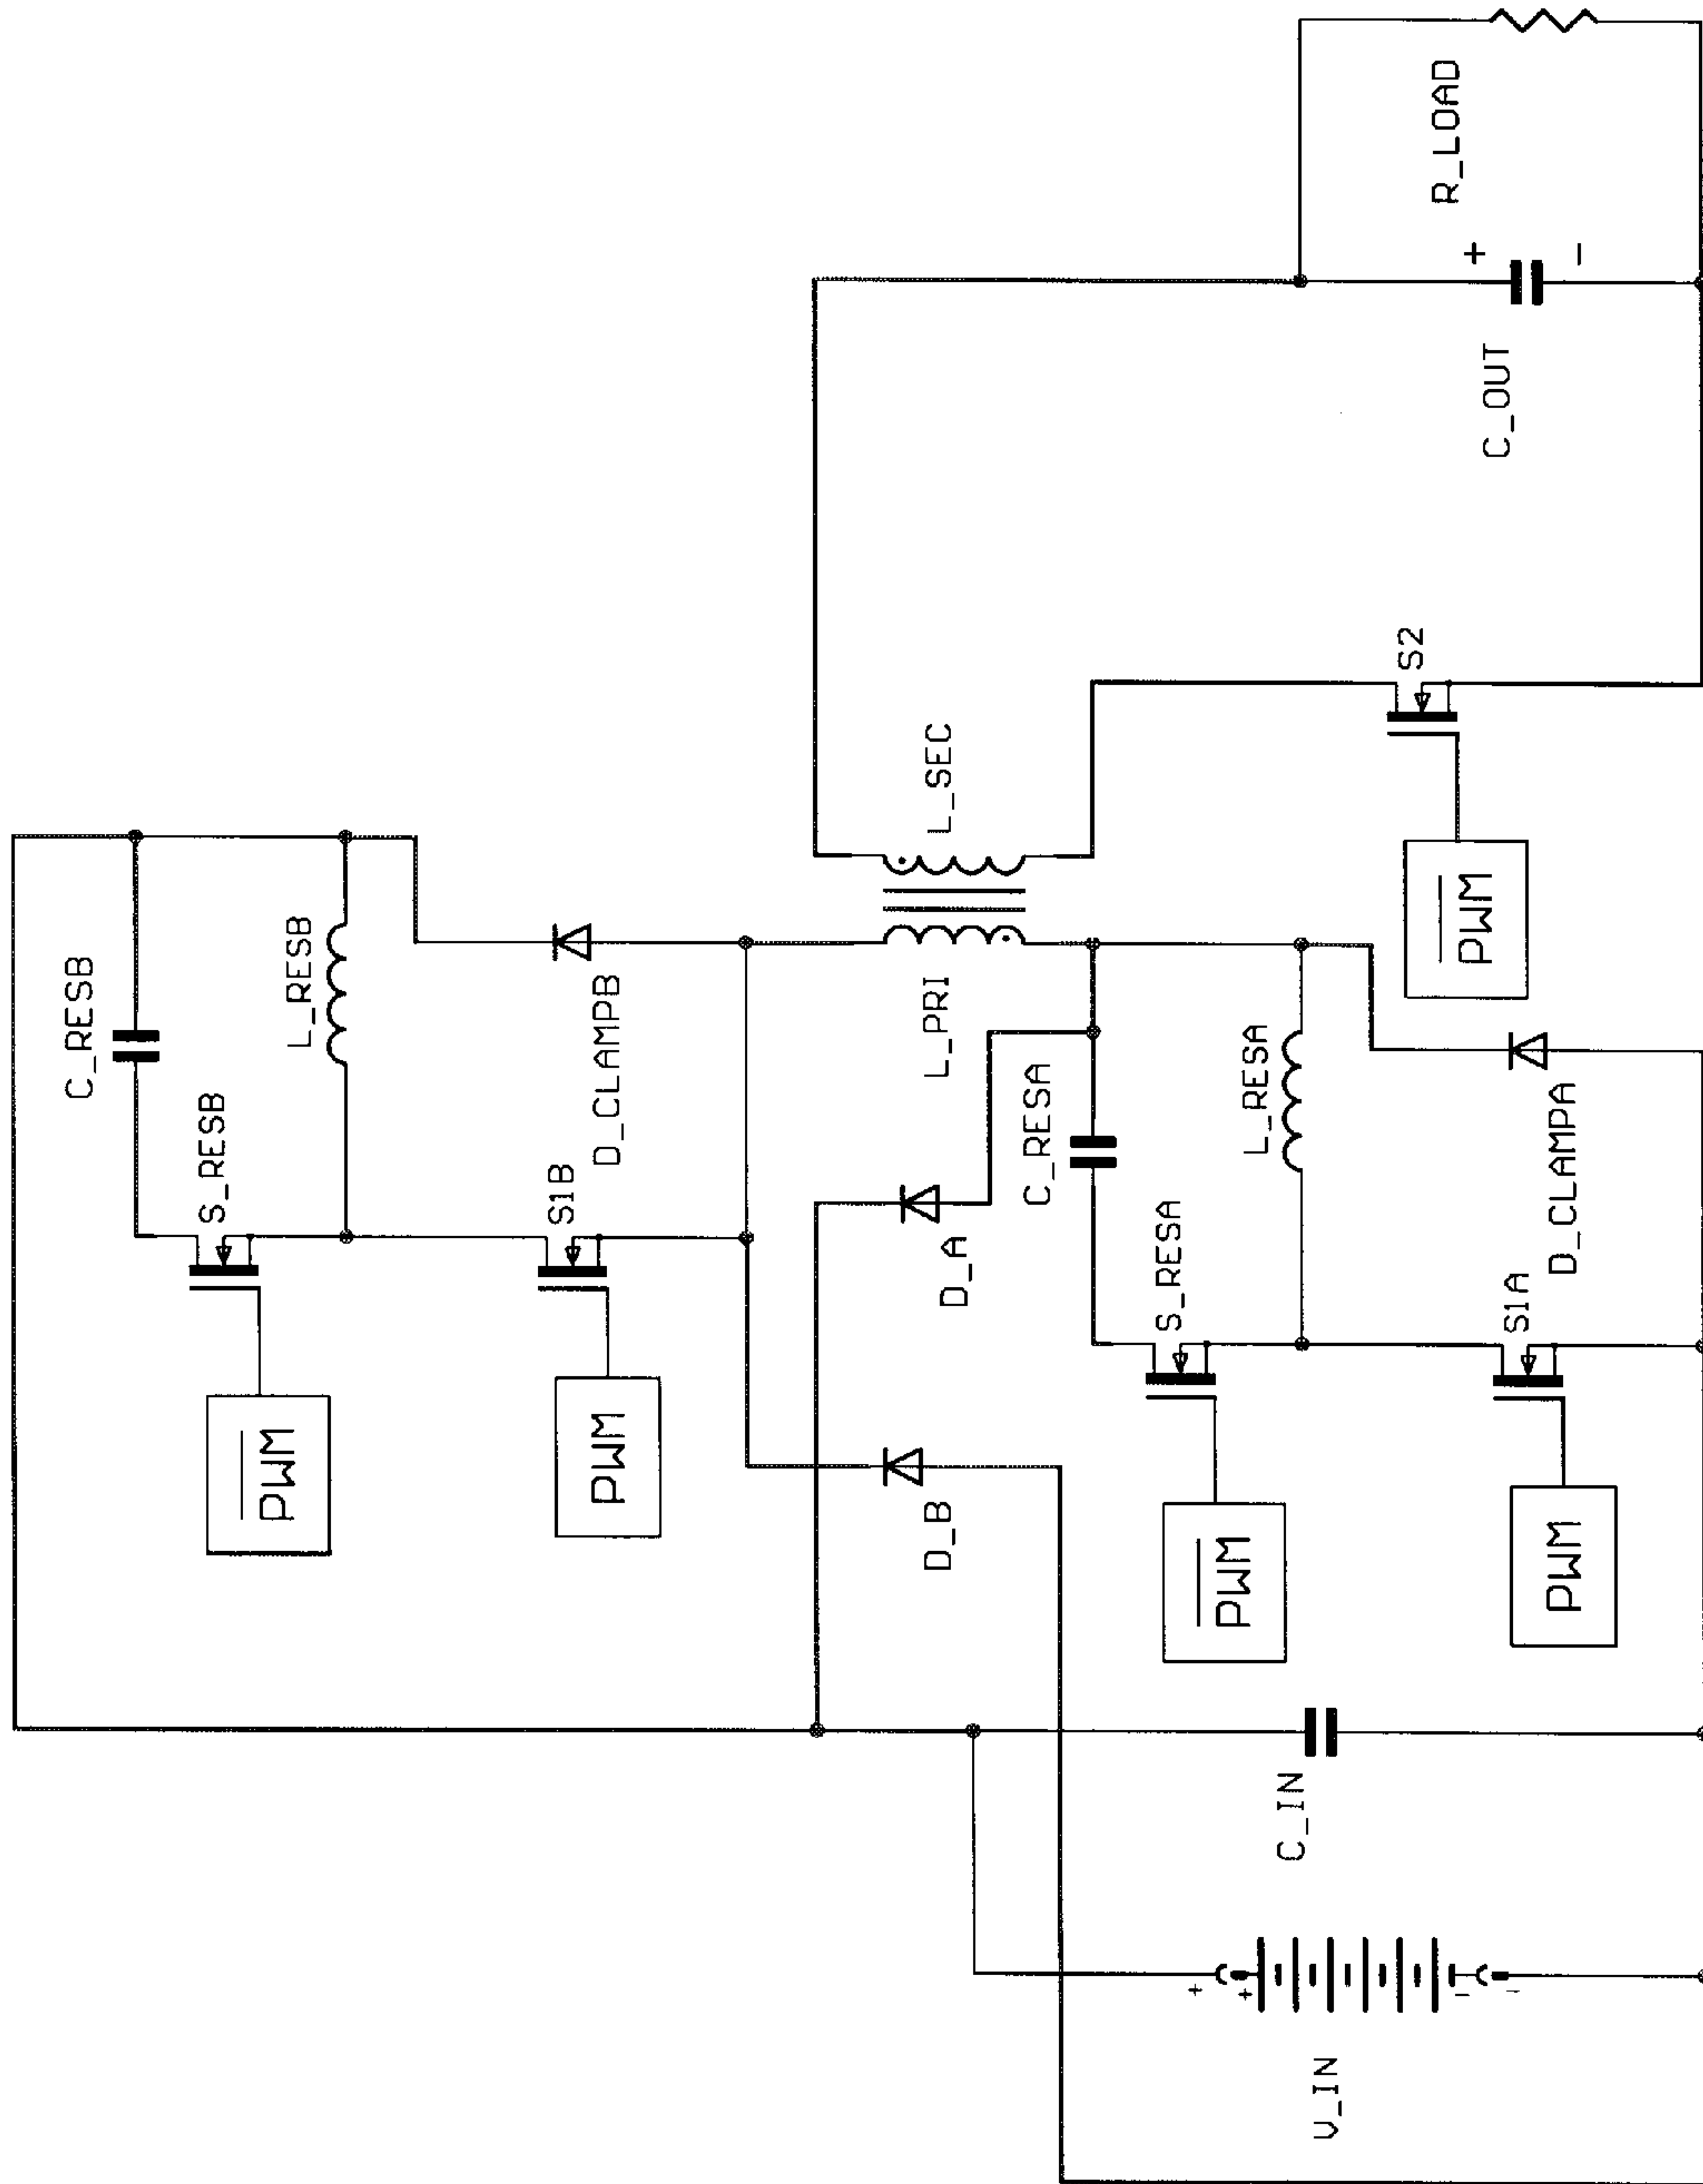 C_RESB
S_RESB
L_RESB
PWM
S1B
D_CLAMPB
PWM
D_B
D_A
L_PRI
L_SEC
C_RESA
S_RESA
L_RESA
PWM
S1A
D_CLAMPA
PWM
S2
PWM
C_OUT
+
−
R_LOAD
C_IN
V_IN
+
+
−
−